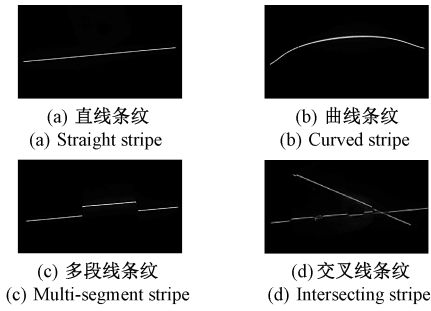 (a) 直线条纹
(a) Straight stripe
(b) 曲线条纹
(b) Curved stripe
(c) 多段线条纹
(c) Multi-segment stripe
(d)交叉线条纹
(d) Intersecting stripe